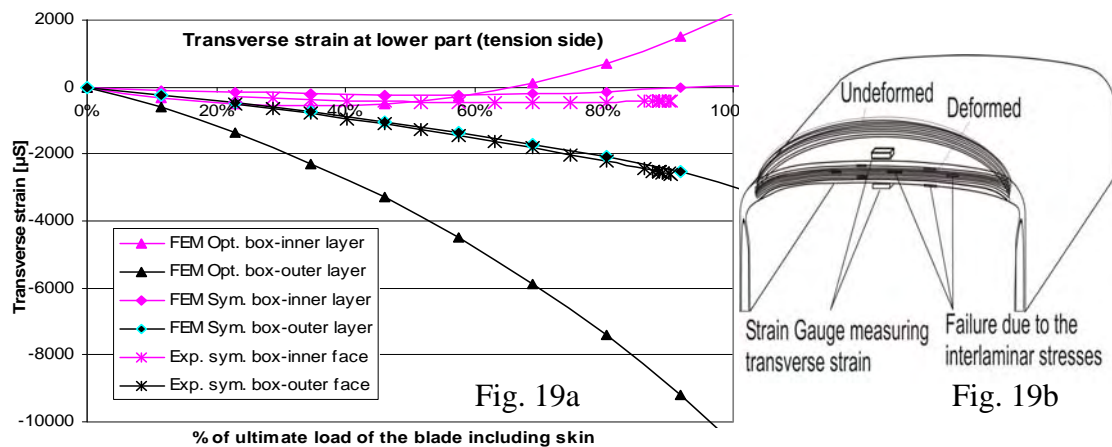 Transverse strain at lower part (tension side)
Transverse strain [µS]
2000
0
-2000
-4000
-6000
-8000
-10000
0%
20%
40%
60%
80%
100
FEM Opt. box-inner layer
FEM Opt. box-outer layer
FEM Sym. box-inner layer
FEM Sym. box-outer layer
Exp. sym. box-inner face
Exp. sym. box-outer face
Fig. 19a
% of ultimate load of the blade including skin
Undeformed
Deformed
Strain Gauge measuring
transverse strain
Failure due to the
interlaminar stresses
Fig. 19b